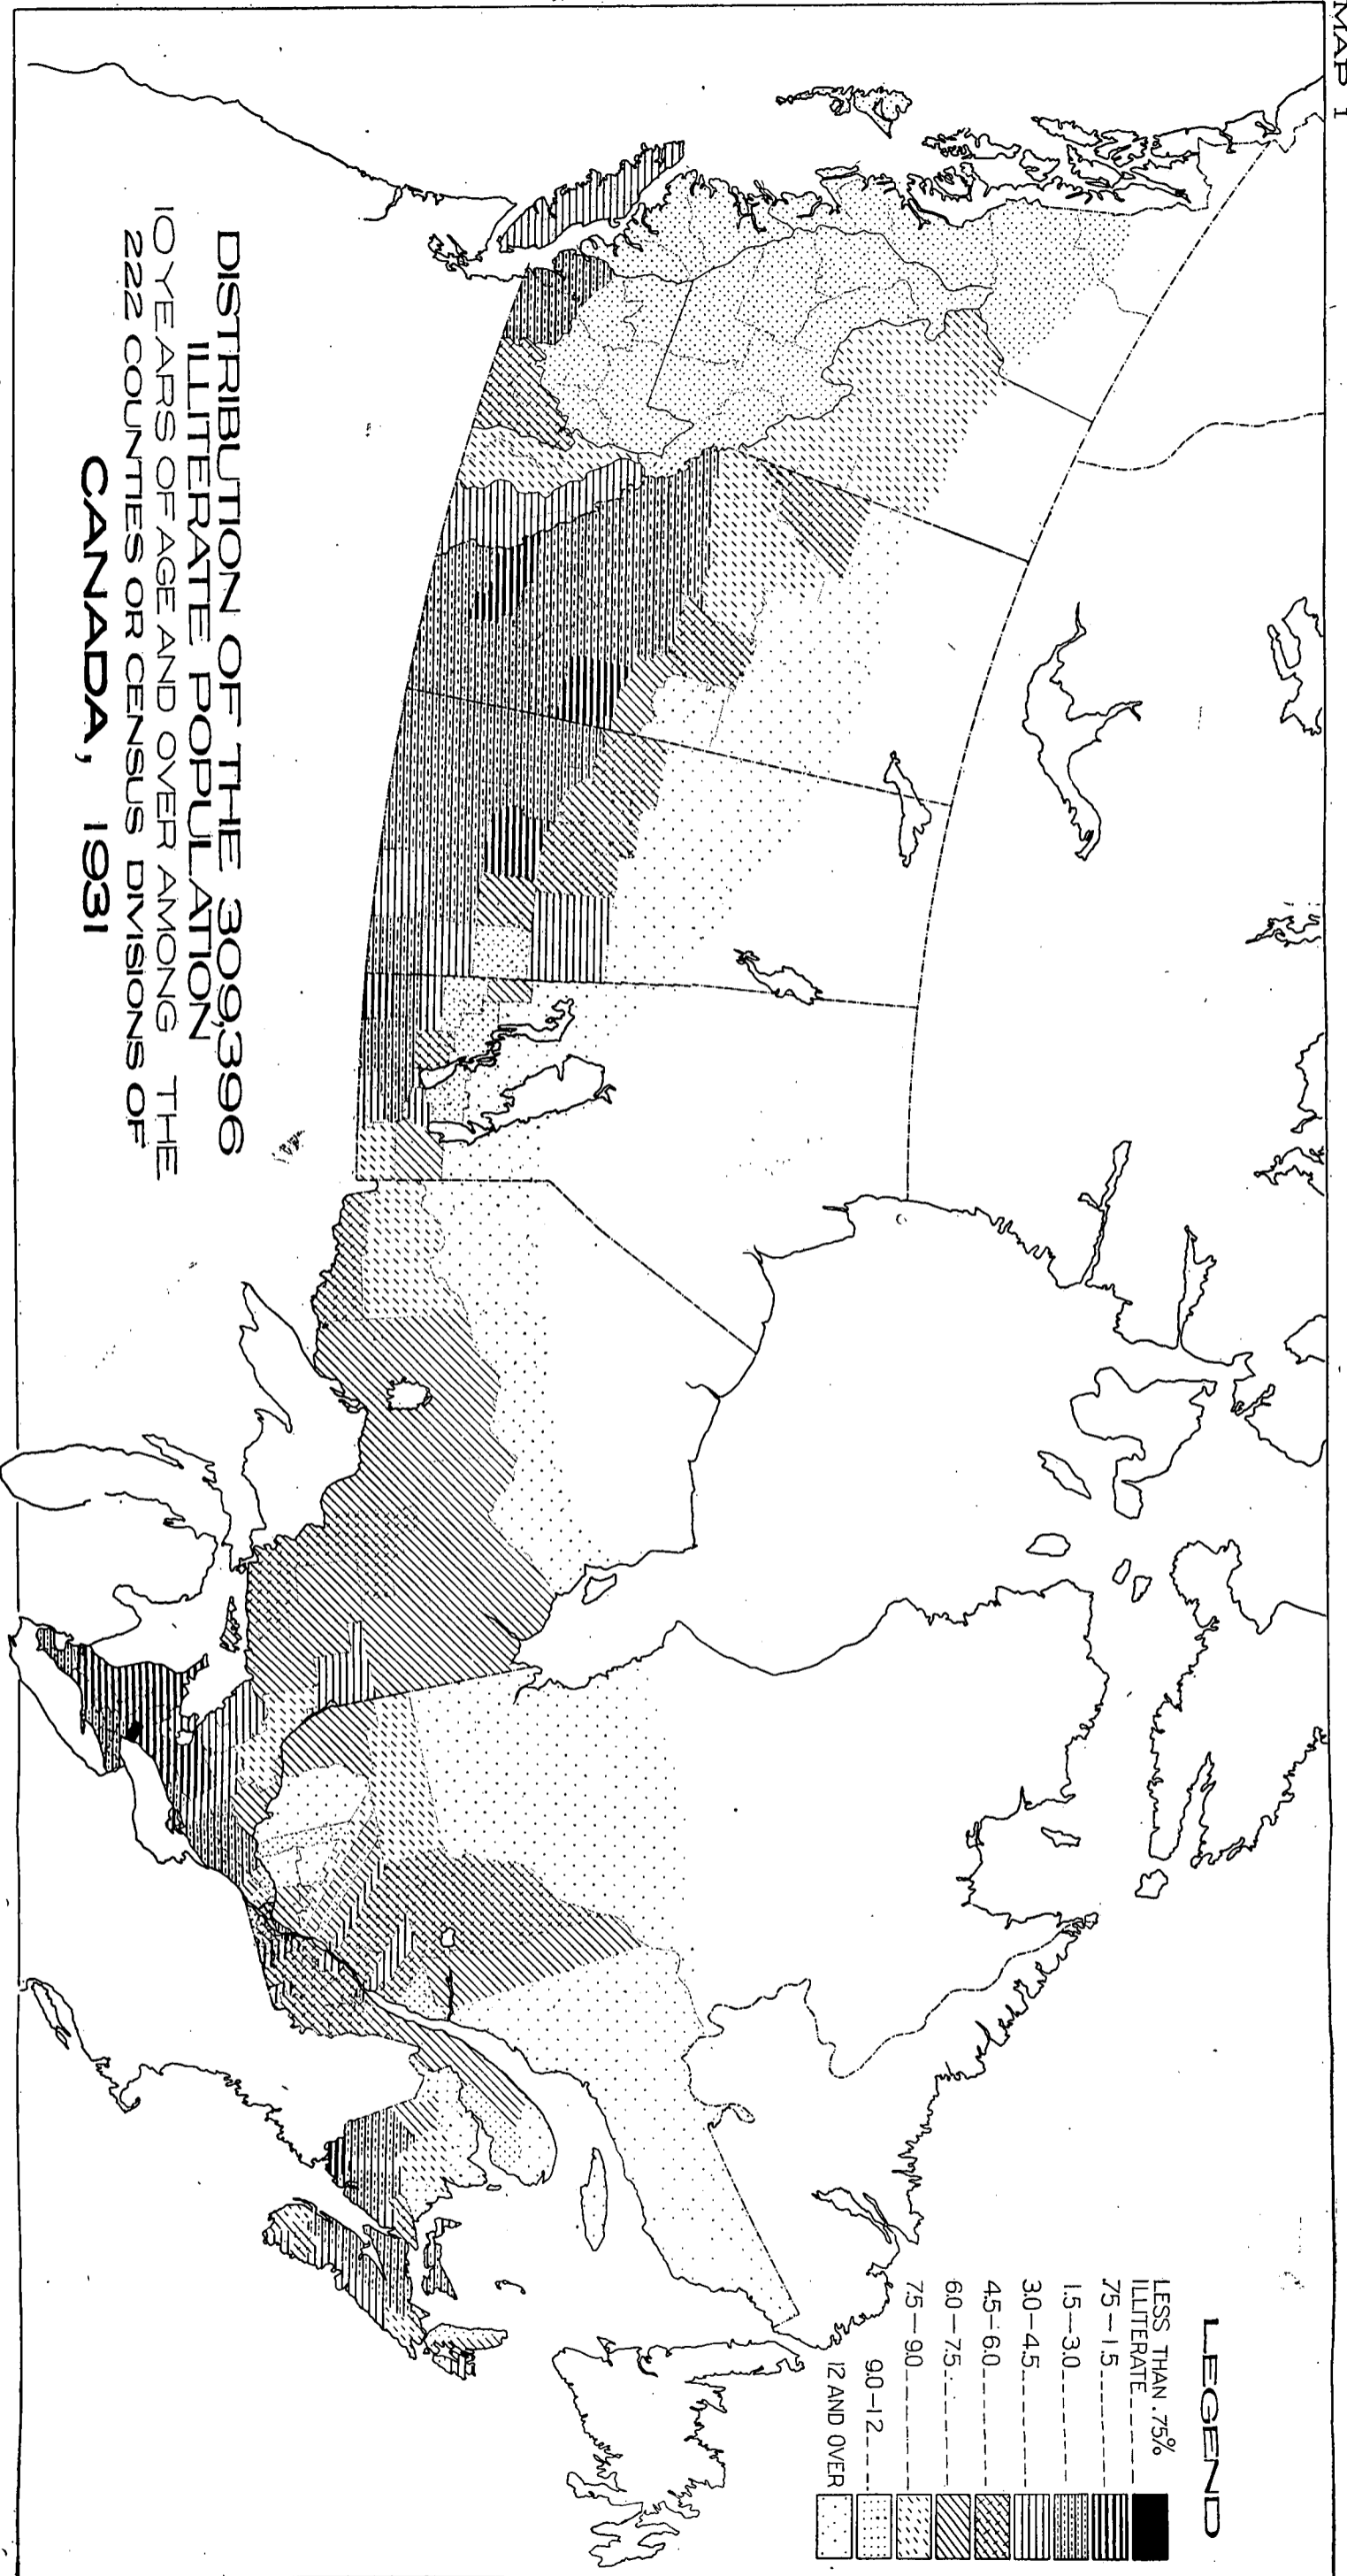 MAP 1
DISTRIBUTION OF THE 309,396
ILLITERATE POPULATION
10 YEARS OF AGE AND OVER AMONG THE
222 COUNTIES OR CENSUS DIVISIONS OF
CANADA, 1931
LEGEND
LESS THAN .75%
ILLITERATE
.75-1.5
1.5-3.0
3.0-4.5
4.5-6.0
6.0-7.5
7.5-9.0
9.0-12
12 AND OVER